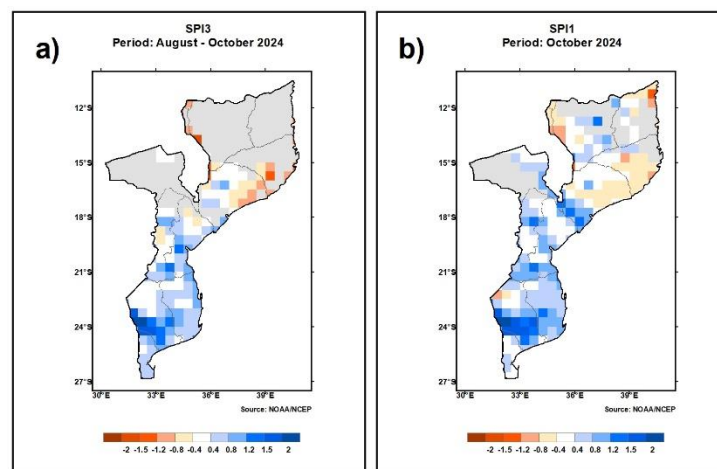 a)
SPI3
Period: August - October 2024
12°S
15°S
18°S
21°S
24°S
27°S
30°E
33°E
36°E
39°E
Source: NOAA/NCEP
-2 -1.5 -1.2 -0.8 -0.4 0.4 0.8 1.2 1.5 2
b)
SPI1
Period: October 2024
12°S
15°S
18°S
21°S
24°S
27°S
30°E
33°E
36°E
39°E
Source: NOAA/NCEP
-2 -1.5 -1.2 -0.8 -0.4 0.4 0.8 1.2 1.5 2